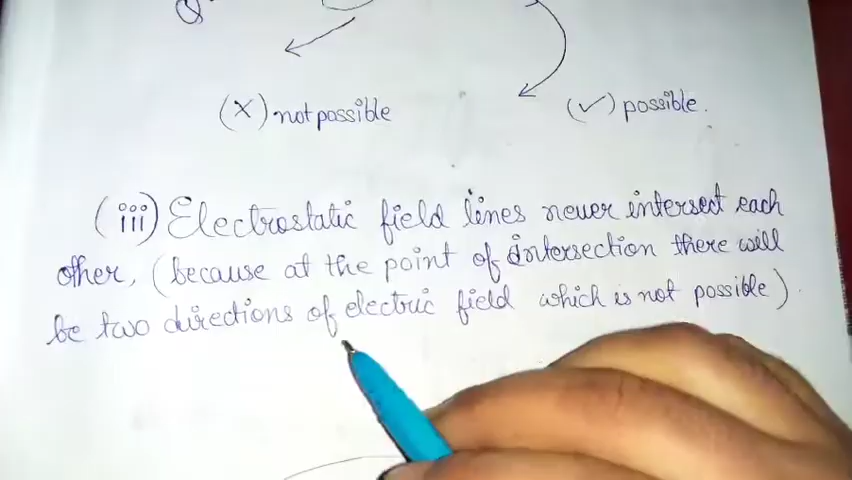 (X) not possible
(✓) possible.
(iii) Electrostatic field lines never intersect each
other, (because at the point of intersection there will
be two directions of electric field which is not possible).